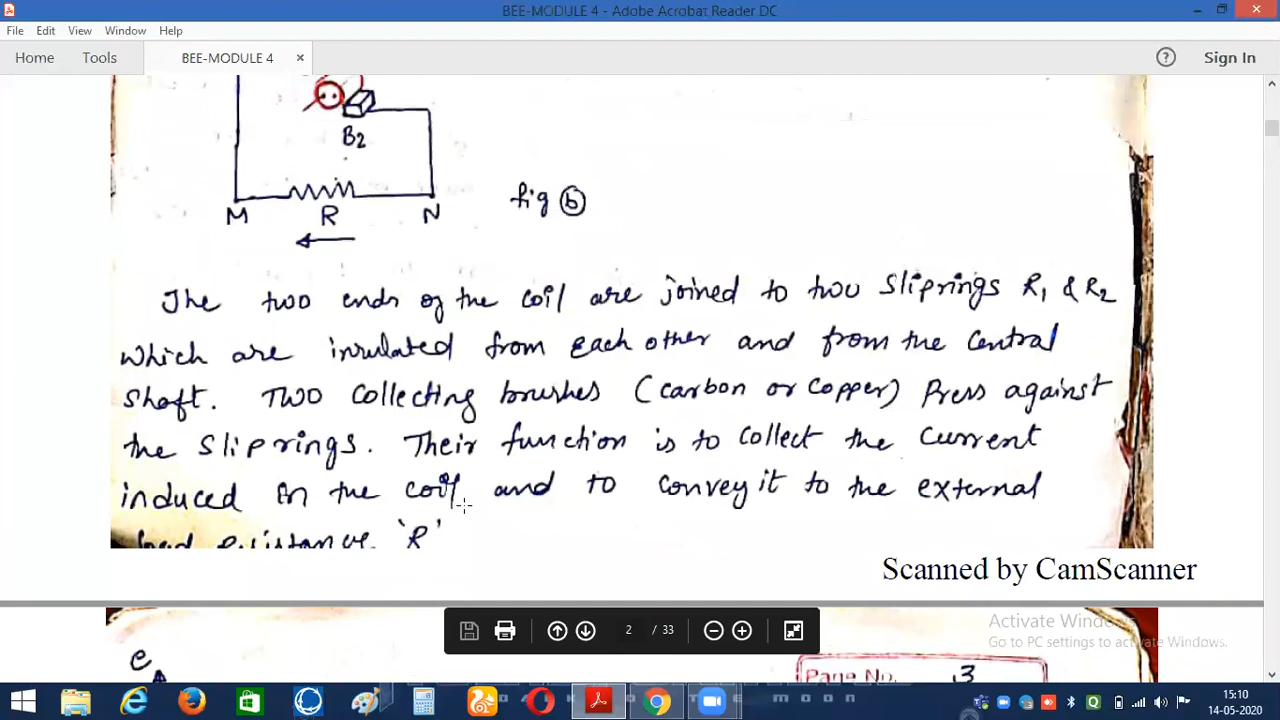 BEE-MODULE 4 - Adobe Acrobat Reader DC
File Edit View Window Help
Home Tools BEE-MODULE 4 × ? Sign In
B2
M R N fig b
The two ends of the coil are joined to two Sliprings R1 & R2
which are insulated from each other and from the central
shaft. Two collecting brushes (carbon or copper) Press against
the Sliprings. Their function is to collect the current
induced in the coil and to convey it to the external
load resistance 'R'
Scanned by CamScanner
Activate Windows
Go to PC settings to activate Windows.
2 / 33
e
Page No. 3
15:10
14-05-2020